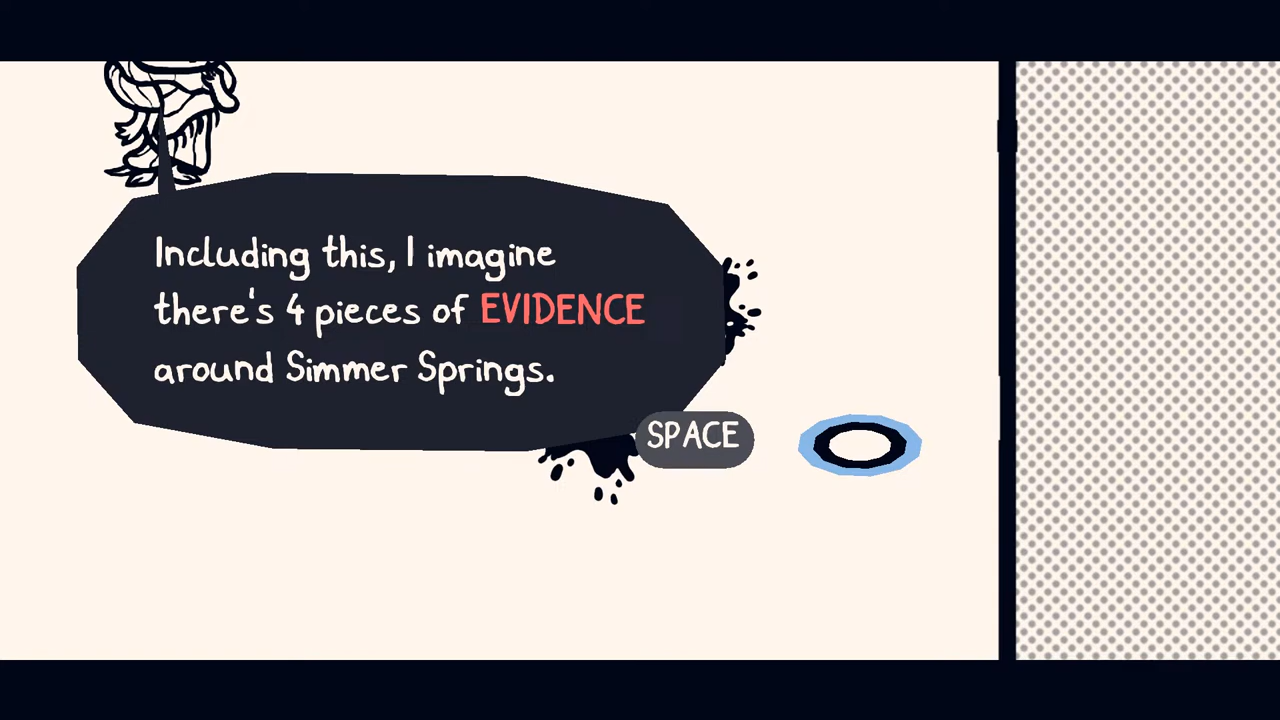 Including this, I imagine
there's 4 pieces of EVIDENCE
around Simmer Springs.
SPACE